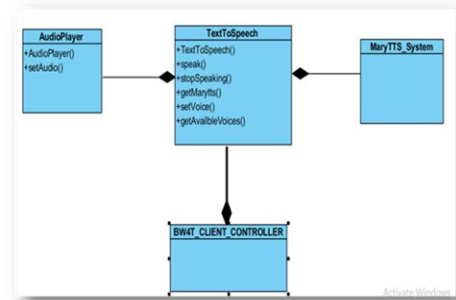 AudioPlayer
+AudioPlayer()
+setAudio()
TextToSpeech
+TextToSpeech()
+speak()
+stopSpeaking()
+getMarytts()
+setVoice()
+getAvailbleVoices()
MaryTTS_System
BW4T_CLIENT_CONTROLLER
Activate Windows